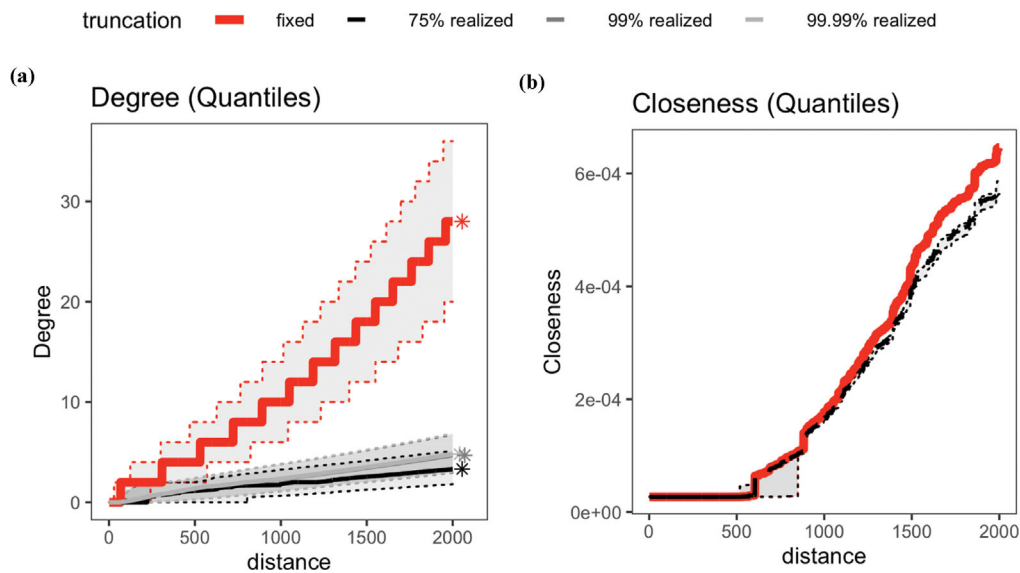 truncation fixed 75% realized 99% realized 99.99% realized
(a)
Degree (Quantiles)
Degree
30
20
10
0
0 500 1000 1500 2000
distance
(b)
Closeness (Quantiles)
Closeness
6e-04
4e-04
2e-04
0e+00
0 500 1000 1500 2000
distance